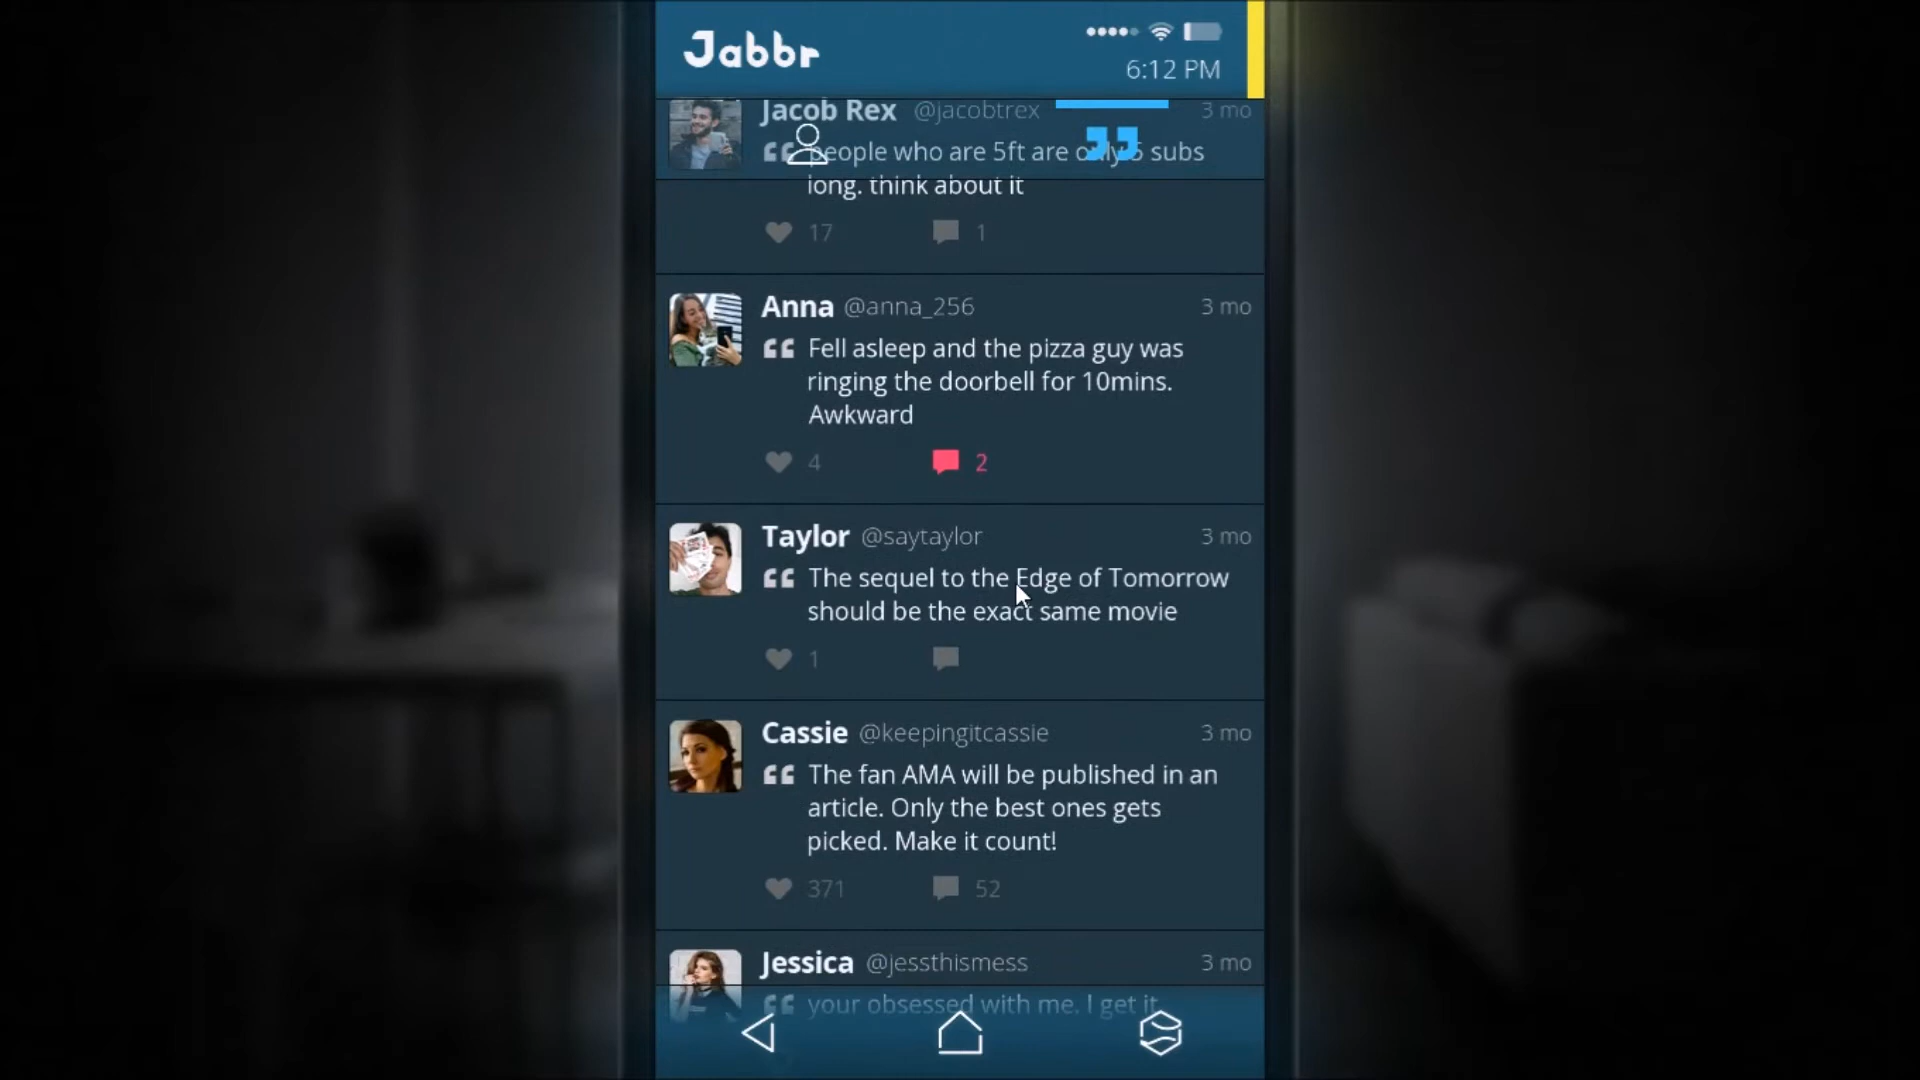 Jabbr
6:12 PM
Jacob Rex @jacobtrex 3 mo
people who are 5ft are only 5 subs
long. think about it
17 1
Anna @anna_256 3 mo
Fell asleep and the pizza guy was
ringing the doorbell for 10mins.
Awkward
4 2
Taylor @saytaylor 3 mo
The sequel to the Edge of Tomorrow
should be the exact same movie
1
Cassie @keepingitcassie 3 mo
The fan AMA will be published in an
article. Only the best ones gets
picked. Make it count!
371 52
Jessica @jessthismess 3 mo
your obsessed with me. I get it.